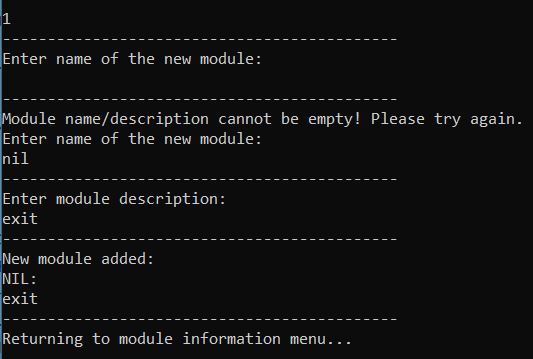 1
-------------------------------------------
Enter name of the new module:
-------------------------------------------
Module name/description cannot be empty! Please try again.
Enter name of the new module:
nil
-------------------------------------------
Enter module description:
exit
-------------------------------------------
New module added:
NIL:
exit
-------------------------------------------
Returning to module information menu...